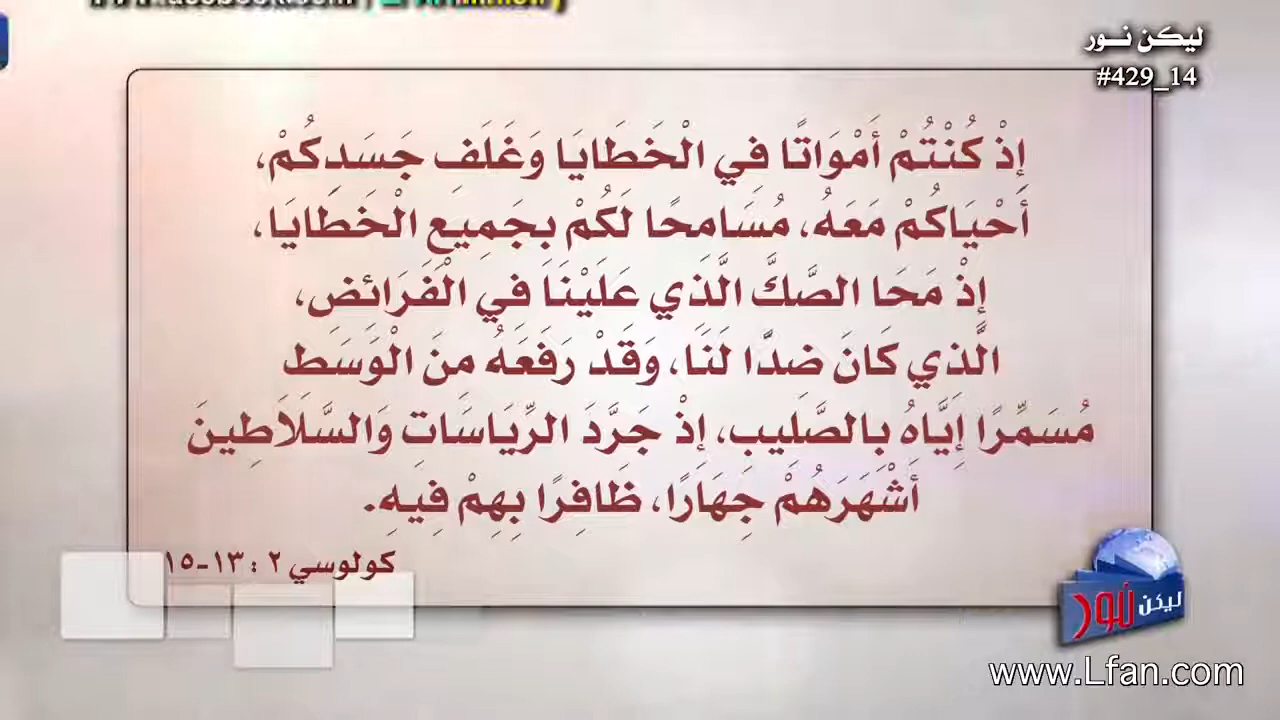 ليكن نور
#429_14
إِذْ كُنْتُمْ أَمْوَاتًا فِي الْخَطَايَا وَغَلَفِ جَسَدِكُمْ،
أَحْيَاكُمْ مَعَهُ، مُسَامِحًا لَكُمْ بِجَمِيعِ الْخَطَايَا،
إِذْ مَحَا الصَّكَّ الَّذِي عَلَيْنَا فِي الْفَرَائِضِ،
الَّذِي كَانَ ضِدًّا لَنَا، وَقَدْ رَفَعَهُ مِنَ الْوَسَطِ
مُسَمِّرًا إِيَّاهُ بِالصَّلِيبِ، إِذْ جَرَّدَ الرِّيَاسَاتِ وَالسَّلَاطِينَ
أَشْهَرَهُمْ جِهَارًا، ظَافِرًا بِهِمْ فِيهِ.
كولوسي ٢ : ١٣-١٥
ليكن نور
www.Lfan.com